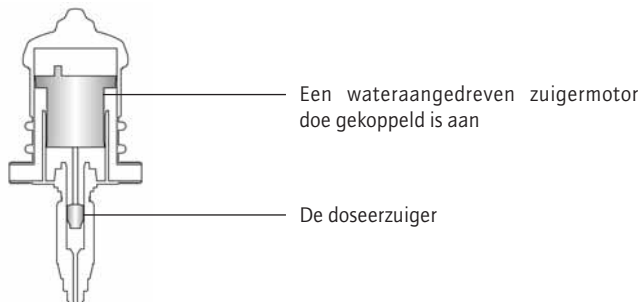 Een wateraangedreven zuigermotor
doe gekoppeld is aan
De doseerzuiger